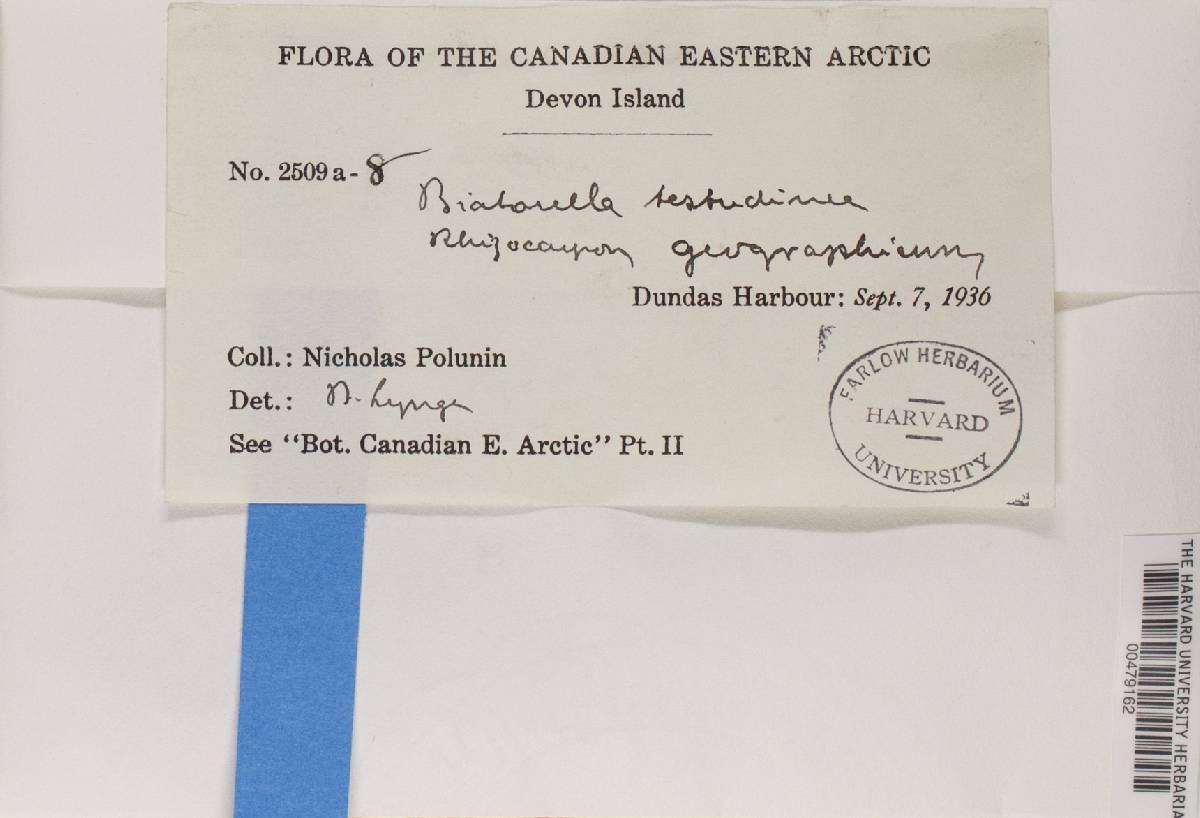 FLORA OF THE CANADIAN EASTERN ARCTIC
Devon Island
No. 2509 a - 8
Biatorella testudinea
Rhizocarpon geographicum
Dundas Harbour: Sept. 7, 1936
Coll.: Nicholas Polunin
Det.: B. Lynge
See "Bot. Canadian E. Arctic" Pt. II
FARLOW HERBARIUM
HARVARD
UNIVERSITY
THE HARVARD UNIVERSITY HERBARIA
00479162